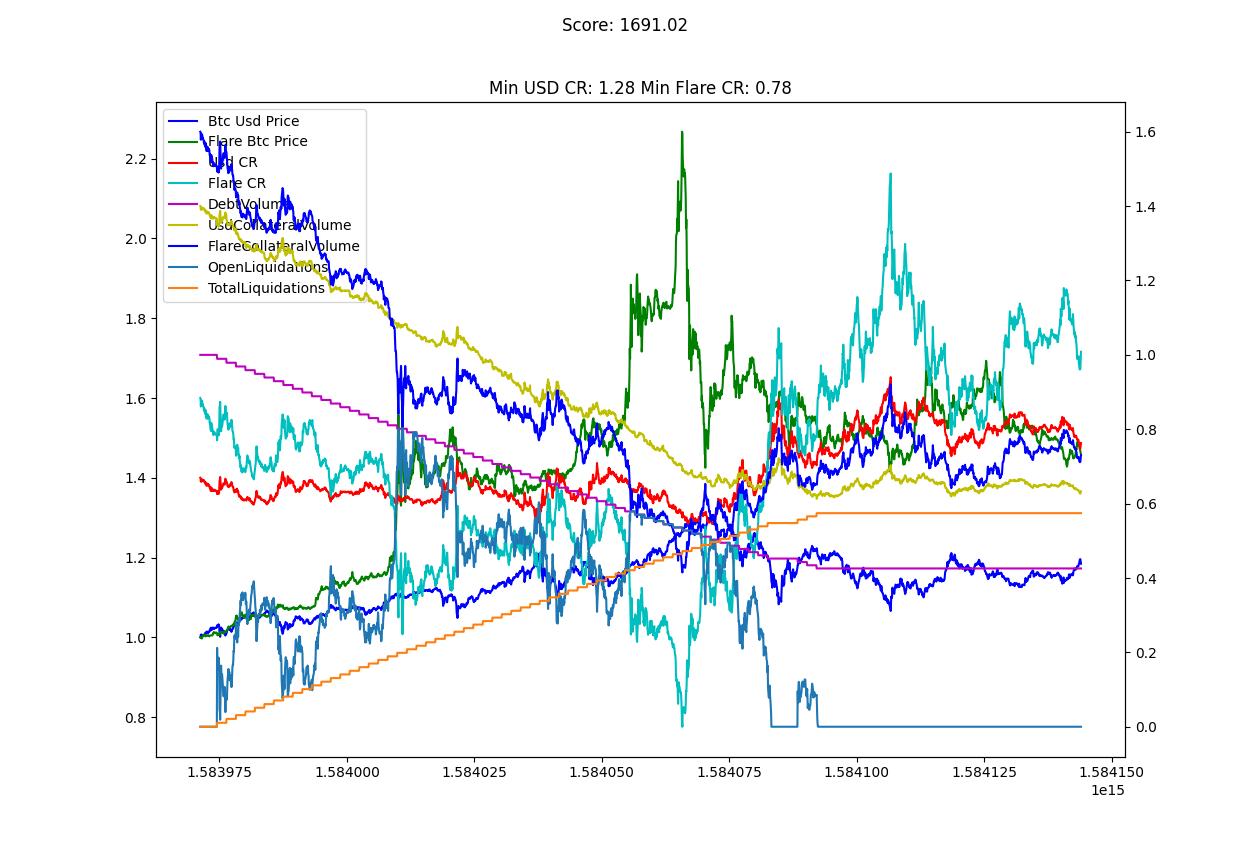 Score: 1691.02
Min USD CR: 1.28 Min Flare CR: 0.78
Btc Usd Price
Flare Btc Price
Usd CR
Flare CR
DebtVolume
UsdCollateralVolume
FlareCollateralVolume
OpenLiquidations
TotalLiquidations
2.2
2.0
1.8
1.6
1.4
1.2
1.0
0.8
1.6
1.4
1.2
1.0
0.8
0.6
0.4
0.2
0.0
1.583975 1.584000 1.584025 1.584050 1.584075 1.584100 1.584125 1.584150
1e15